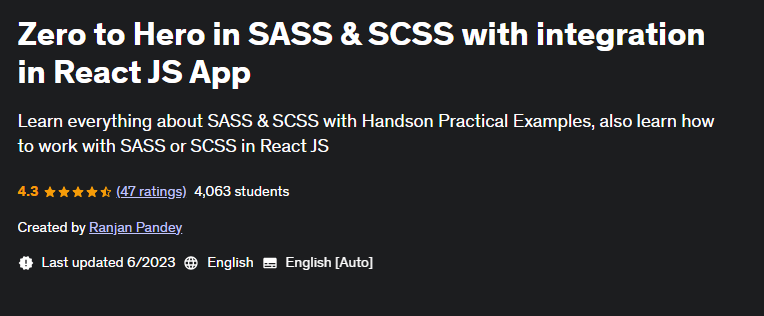 Zero to Hero in SASS & SCSS with integration
in React JS App
Learn everything about SASS & SCSS with Handson Practical Examples, also learn how
to work with SASS or SCSS in React JS
4.3 (47 ratings) 4,063 students
Created by Ranjan Pandey
Last updated 6/2023 English English [Auto]